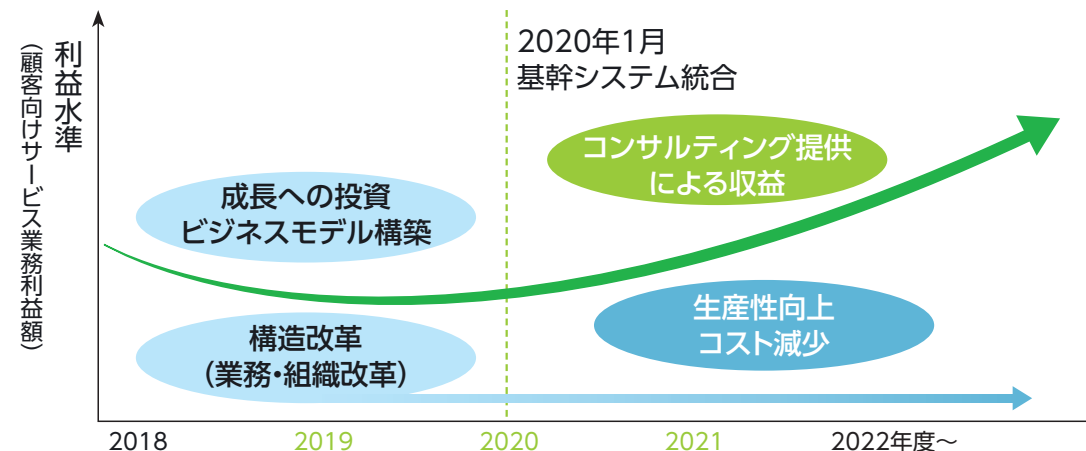 利益水準
（顧客向けサービス業務利益額）
2020年1月
基幹システム統合
成長への投資
ビジネスモデル構築
コンサルティング提供
による収益
構造改革
（業務・組織改革）
生産性向上
コスト減少
2018
2019
2020
2021
2022年度～